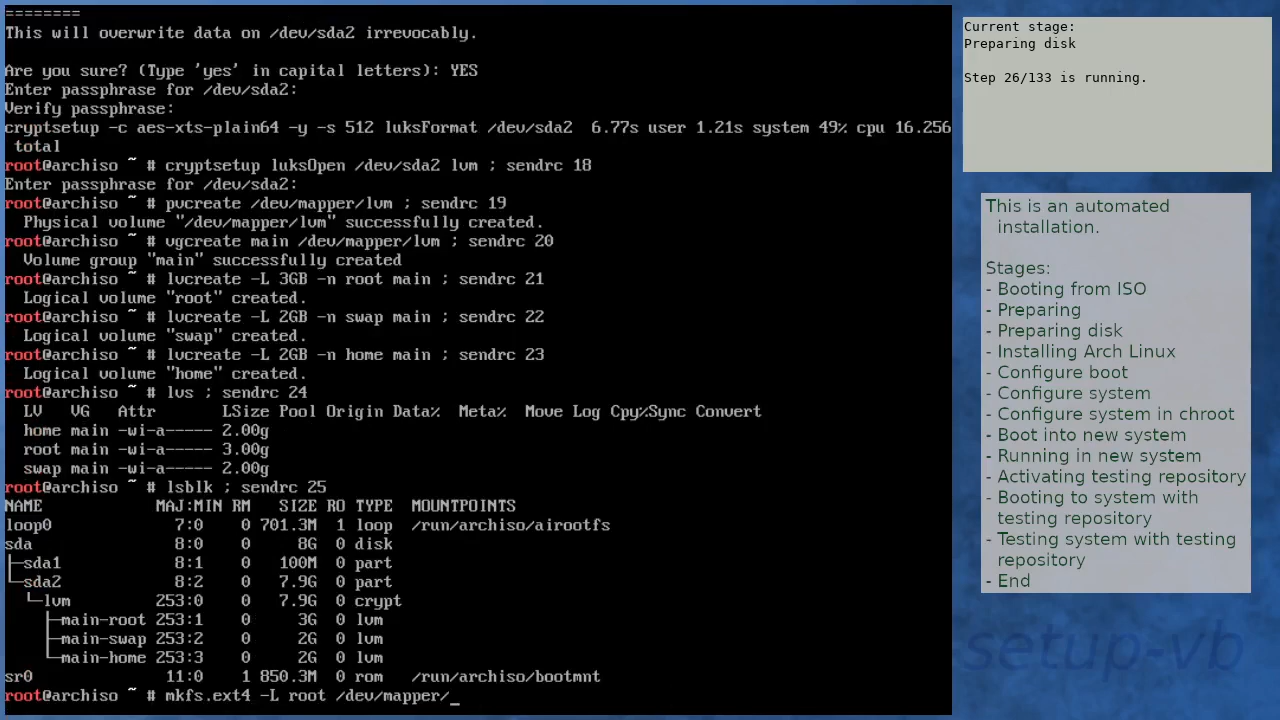 ========
This will overwrite data on /dev/sda2 irrevocably.
Are you sure? (Type 'yes' in capital letters): YES
Enter passphrase for /dev/sda2:
Verify passphrase:
cryptsetup -c aes-xts-plain64 -y -s 512 luksFormat /dev/sda2  6.77s user 1.21s system 49% cpu 16.256
 total
root@archiso ~ # cryptsetup luksOpen /dev/sda2 lvm ; sendrc 18
Enter passphrase for /dev/sda2:
root@archiso ~ # pvcreate /dev/mapper/lvm ; sendrc 19
  Physical volume "/dev/mapper/lvm" successfully created.
root@archiso ~ # vgcreate main /dev/mapper/lvm ; sendrc 20
  Volume group "main" successfully created
root@archiso ~ # lvcreate -L 3GB -n root main ; sendrc 21
  Logical volume "root" created.
root@archiso ~ # lvcreate -L 2GB -n swap main ; sendrc 22
  Logical volume "swap" created.
root@archiso ~ # lvcreate -L 2GB -n home main ; sendrc 23
  Logical volume "home" created.
root@archiso ~ # lvs ; sendrc 24
  LV   VG   Attr       LSize Pool Origin Data%  Meta%  Move Log Cpy%Sync Convert
  home main -wi-a----- 2.00g
  root main -wi-a----- 3.00g
  swap main -wi-a----- 2.00g
root@archiso ~ # lsblk ; sendrc 25
NAME            MAJ:MIN RM   SIZE RO TYPE  MOUNTPOINTS
loop0             7:0    0 701.3M  1 loop  /run/archiso/airootfs
sda               8:0    0     8G  0 disk
├─sda1            8:1    0   100M  0 part
└─sda2            8:2    0   7.9G  0 part
  └─lvm         253:0    0   7.9G  0 crypt
    ├─main-root 253:1    0     3G  0 lvm
    ├─main-swap 253:2    0     2G  0 lvm
    └─main-home 253:3    0     2G  0 lvm
sr0              11:0    1 850.3M  0 rom   /run/archiso/bootmnt
root@archiso ~ # mkfs.ext4 -L root /dev/mapper/_
Current stage:
Preparing disk
Step 26/133 is running.
This is an automated
installation.
Stages:
- Booting from ISO
- Preparing
- Preparing disk
- Installing Arch Linux
- Configure boot
- Configure system
- Configure system in chroot
- Boot into new system
- Running in new system
- Activating testing repository
- Booting to system with
testing repository
- Testing system with testing
repository
- End
setup-vb